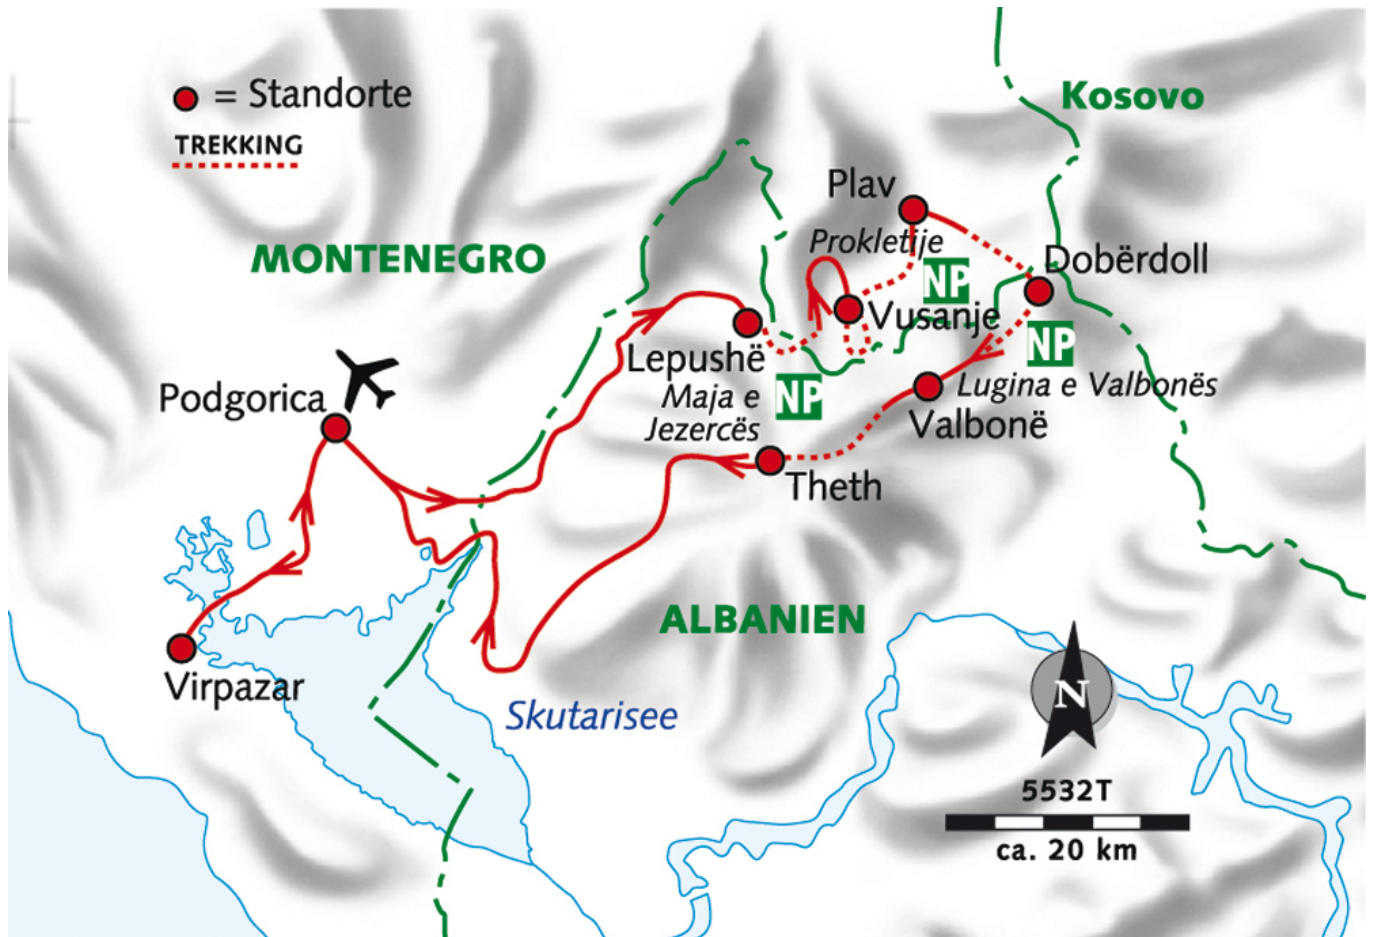 Kosovo
= Standorte
TREKKING
Plav
Prokletije
MONTENEGRO
Dobërdoll
NP
Vusanje
NP
Lepushë
Podgorica
Maja e
Jezercës
NP
Lugina e Valbonës
Valbonë
Theth
ALBANIEN
Virpazar
Skutarisee
N
5532T
ca. 20 km